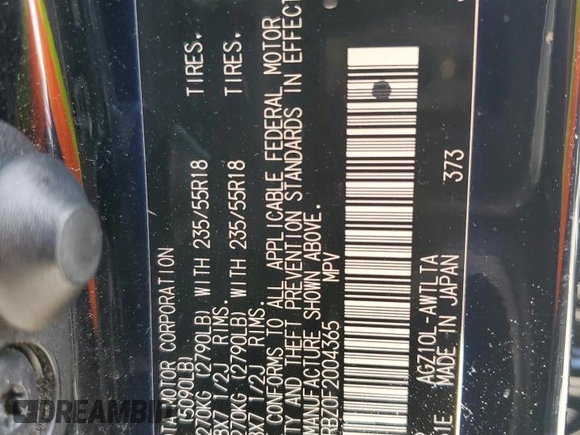 TA MOTOR CORPORATION
(5090LB)
270KG (2790LB) WITH 235/55R18 TIRES.
8X7 1/2J RIMS.
270KG (2790LB) WITH 235/55R18 TIRES.
8X7 1/2J RIMS.
CONFORMS TO ALL APPLICABLE FEDERAL MOTOR
TY AND THEFT PREVENTION STANDARDS IN EFFECT
MANUFACTURE SHOWN ABOVE.
RBZ0F2004365 MPV
AGZ10L-AWTLTA
1E MADE IN JAPAN 373
DREAMBID